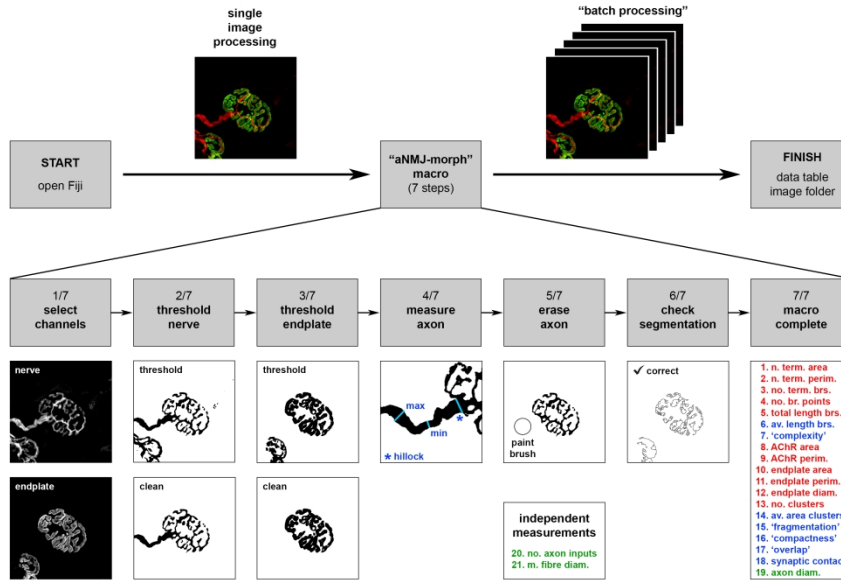 single
image
processing
"batch processing"
START
open Fiji
"aNMJ-morph"
macro
(7 steps)
FINISH
data table
image folder
1/7
select
channels
2/7
threshold
nerve
3/7
threshold
endplate
4/7
measure
axon
5/7
erase
axon
6/7
check
segmentation
7/7
macro
complete
nerve
threshold
threshold
max
min
*
* hillock
paint
brush
✓ correct
1. n. term. area
2. n. term. perim.
3. no. term. brs.
4. no. br. points
5. total length brs.
6. av. length brs.
7. 'complexity'
8. AChR area
9. AChR perim.
10. endplate area
11. endplate perim.
12. endplate diam.
13. no. clusters
14. av. area clusters
15. 'fragmentation'
16. 'compactness'
17. 'overlap'
18. synaptic contact
19. axon diam.
endplate
clean
clean
independent
measurements
20. no. axon inputs
21. m. fibre diam.